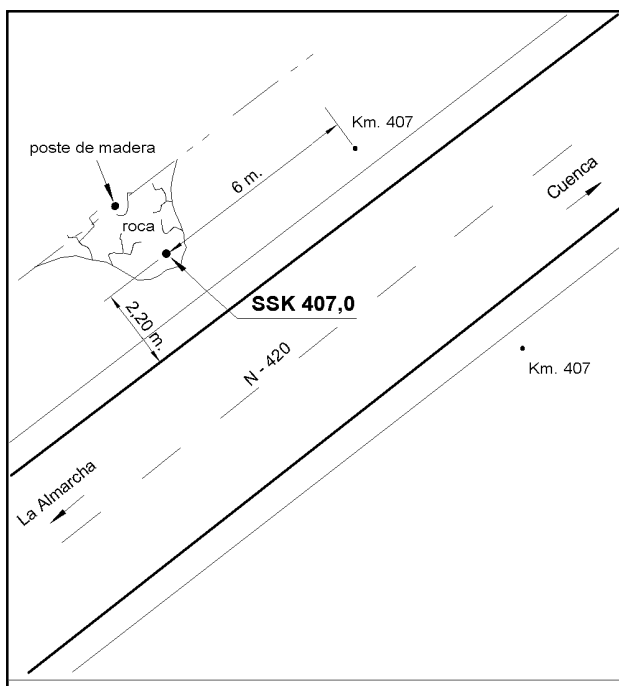 Km. 407
poste de madera
6 m.
Cuenca
roca
SSK 407,0
2,20 m.
N - 420
Km. 407
La Almarcha